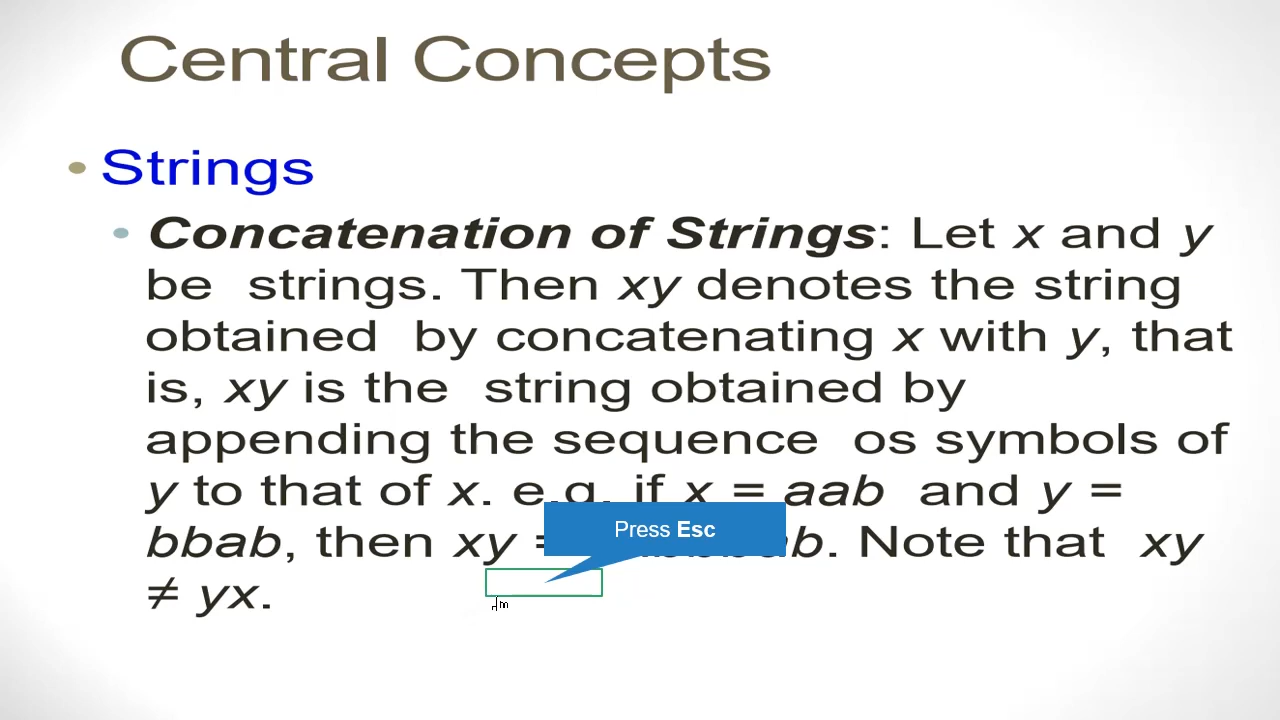 Central Concepts
• Strings
• Concatenation of Strings: Let x and y
be strings. Then xy denotes the string
obtained by concatenating x with y, that
is, xy is the string obtained by
appending the sequence os symbols of
y to that of x. e.g. if x = aab and y =
bbab, then xy = . Note that xy
≠ yx.
Press Esc